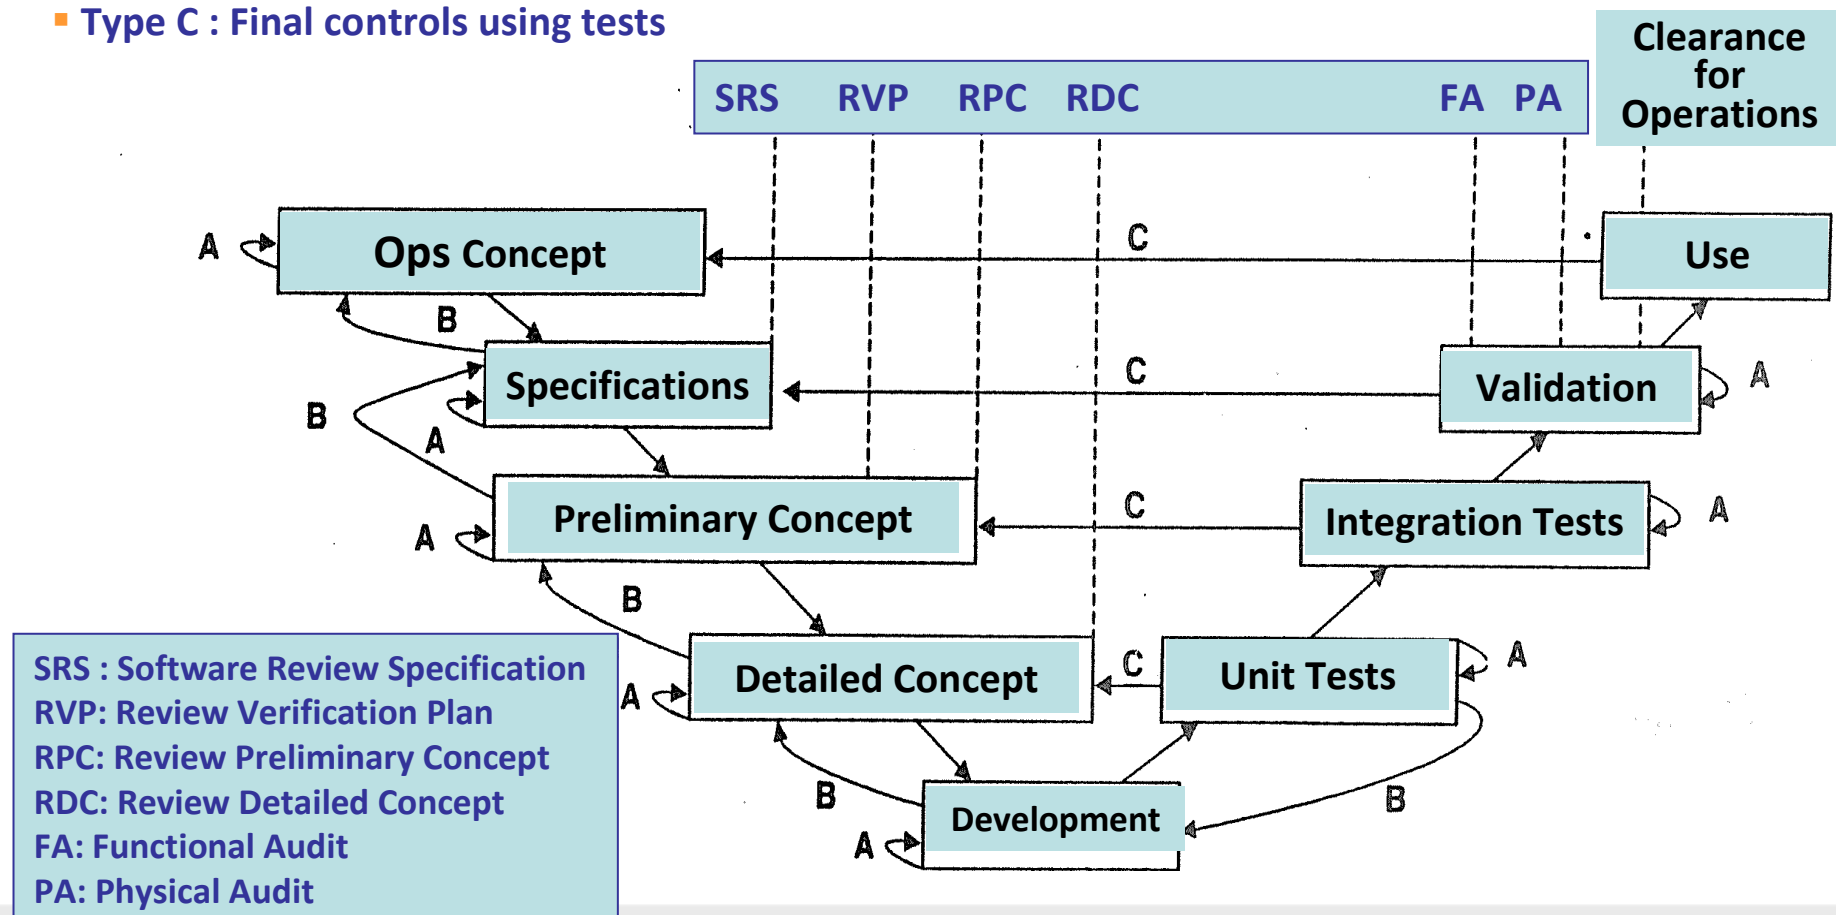 ▪ Type C : Final controls using tests
Clearance
for
Operations
SRS RVP RPC RDC FA PA
A
Ops Concept
C
Use
B
Specifications
C
Validation
A
B
A
Preliminary Concept
C
Integration Tests
A
A
B
Detailed Concept
C
Unit Tests
A
A
B
Development
B
A
SRS : Software Review Specification
RVP: Review Verification Plan
RPC: Review Preliminary Concept
RDC: Review Detailed Concept
FA: Functional Audit
PA: Physical Audit